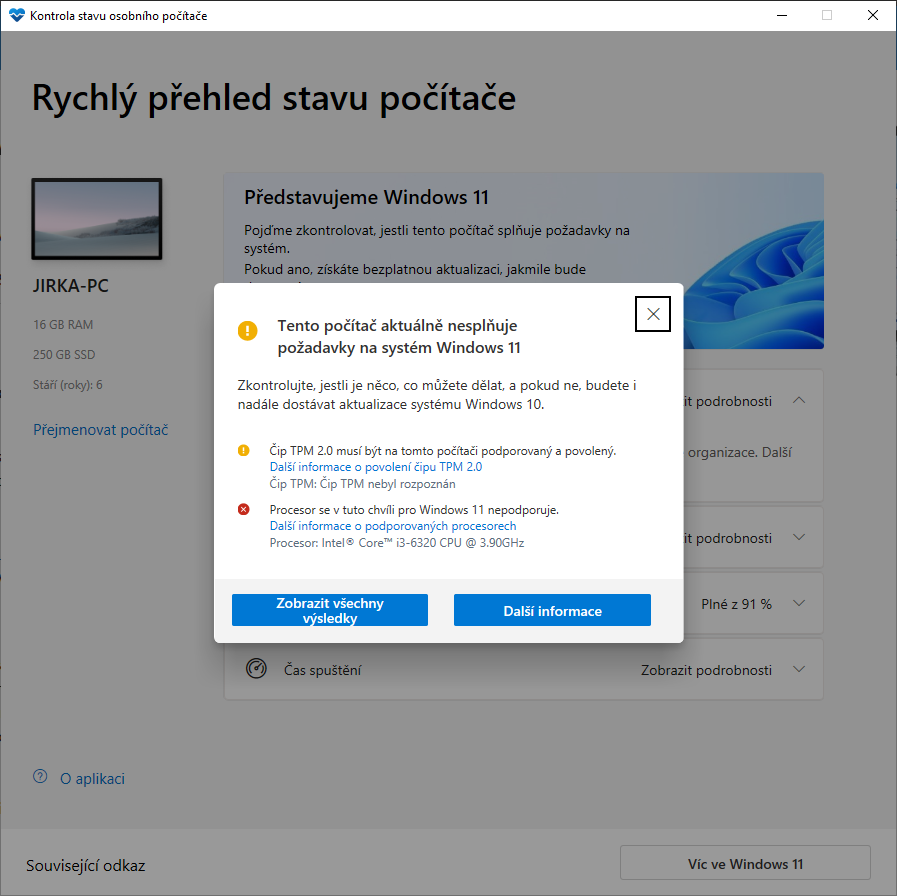 Kontrola stavu osobního počítače
Rychlý přehled stavu počítače
JIRKA-PC
16 GB RAM
250 GB SSD
Stáří (roky): 6
Přejmenovat počítač
Představujeme Windows 11
Pojďme zkontrolovat, jestli tento počítač splňuje požadavky na
systém.
Pokud ano, získáte bezplatnou aktualizaci, jakmile bude
Tento počítač aktuálně nesplňuje
požadavky na systém Windows 11
Zkontrolujte, jestli je něco, co můžete dělat, a pokud ne, budete i
nadále dostávat aktualizace systému Windows 10.
Čip TPM 2.0 musí být na tomto počítači podporovaný a povolený.
Další informace o povolení čipu TPM 2.0
Čip TPM: Čip TPM nebyl rozpoznán
Procesor se v tuto chvíli pro Windows 11 nepodporuje.
Další informace o podporovaných procesorech
Procesor: Intel® Core™ i3-6320 CPU @ 3.90GHz
Zobrazit všechny
výsledky
Další informace
it podrobnosti
organizace. Další
it podrobnosti
Plné z 91 %
Čas spuštění
Zobrazit podrobnosti
O aplikaci
Související odkaz
Víc ve Windows 11